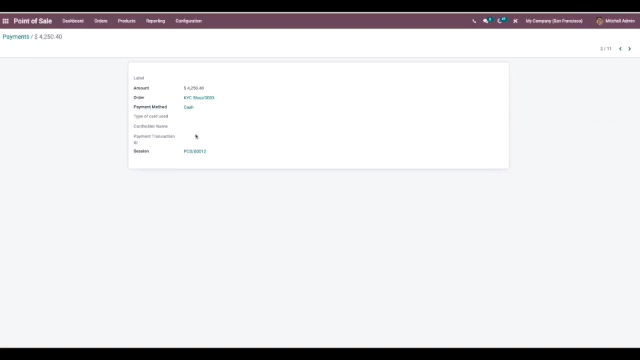 Point of Sale Dashboard Orders Products Reporting Configuration My Company (San Francisco) Mitchell Admin
Payments / $ 4,250.40
2 / 11
Label
Amount $ 4,250.40
Order
Payment Method Cash
Type of card used
Cardholder Name
Payment Transaction
ID
Session POS/00012